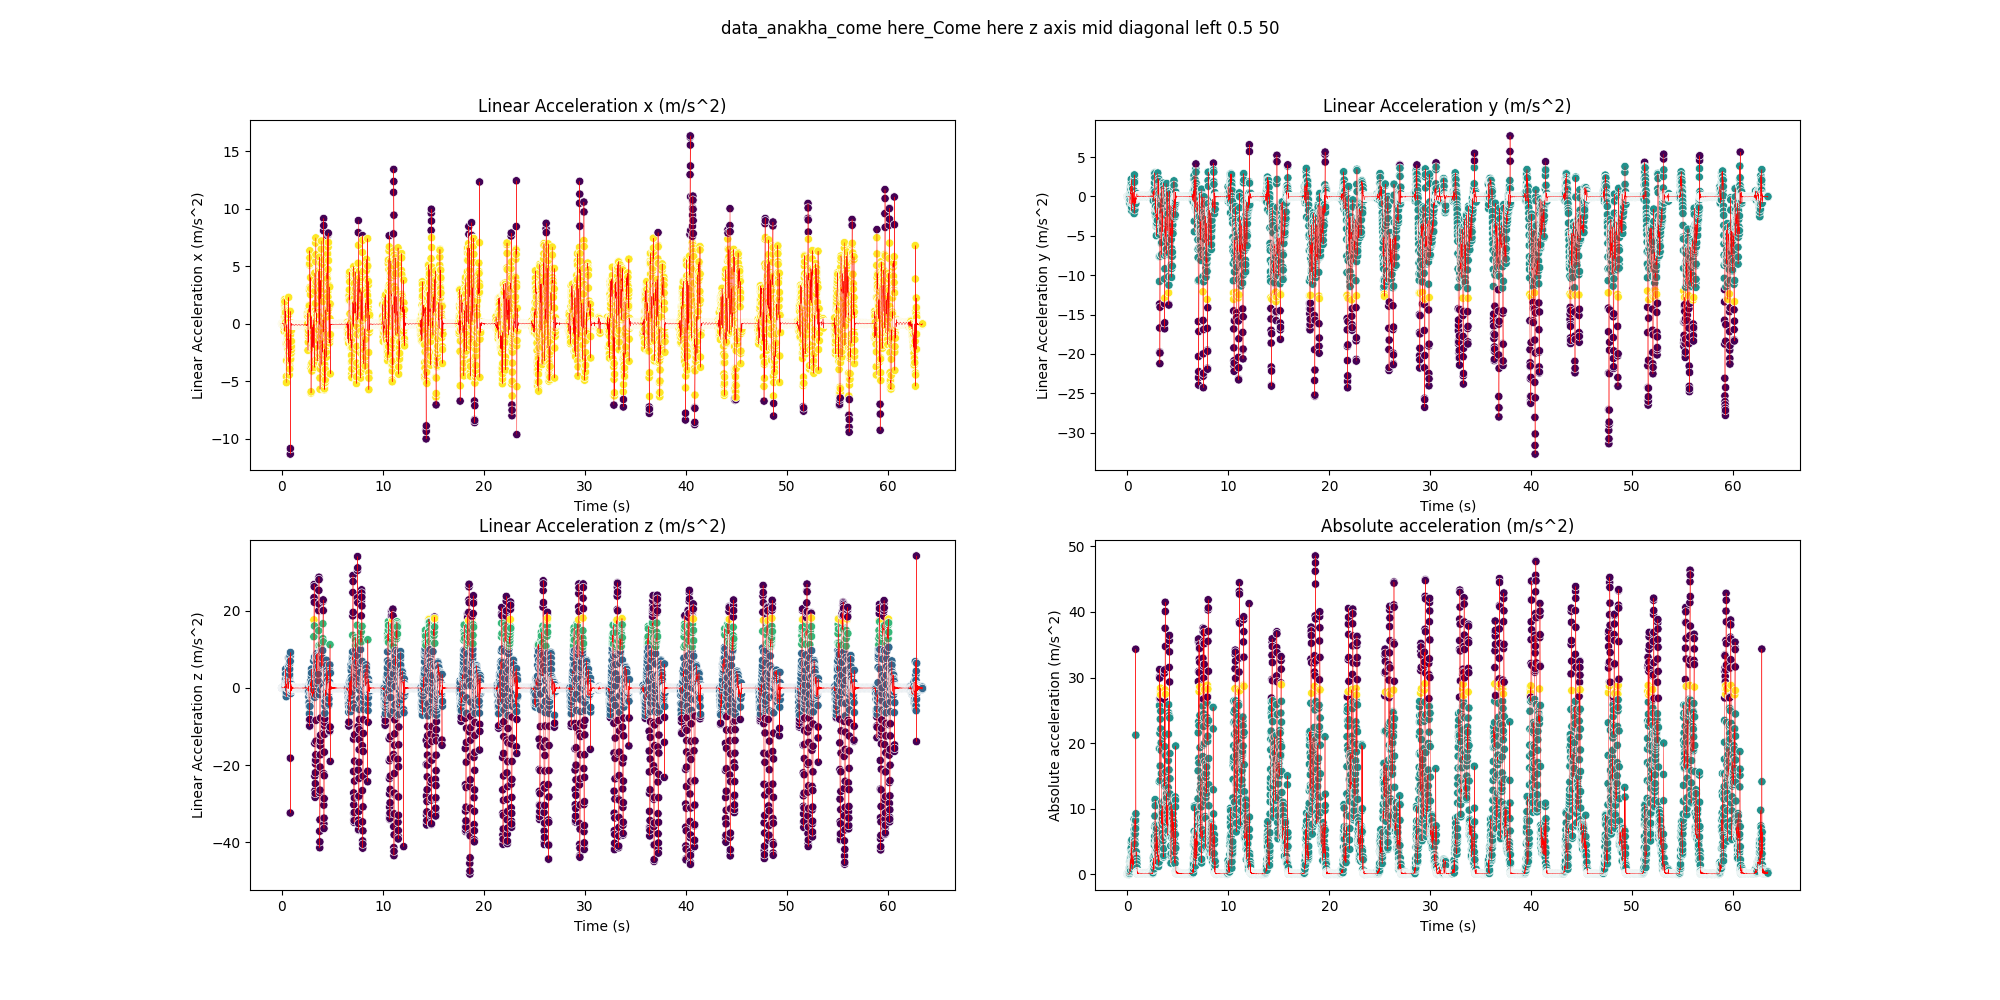 data_anakha_come here_Come here z axis mid diagonal left 0.5 50
Linear Acceleration x (m/s^2)
Linear Acceleration x (m/s^2)
15
10
5
0
−5
−10
0 10 20 30 40 50 60
Time (s)
Linear Acceleration y (m/s^2)
Linear Acceleration y (m/s^2)
5
0
−5
−10
−15
−20
−25
−30
0 10 20 30 40 50 60
Time (s)
Linear Acceleration z (m/s^2)
Linear Acceleration z (m/s^2)
20
0
−20
−40
0 10 20 30 40 50 60
Time (s)
Absolute acceleration (m/s^2)
Absolute acceleration (m/s^2)
50
40
30
20
10
0
0 10 20 30 40 50 60
Time (s)